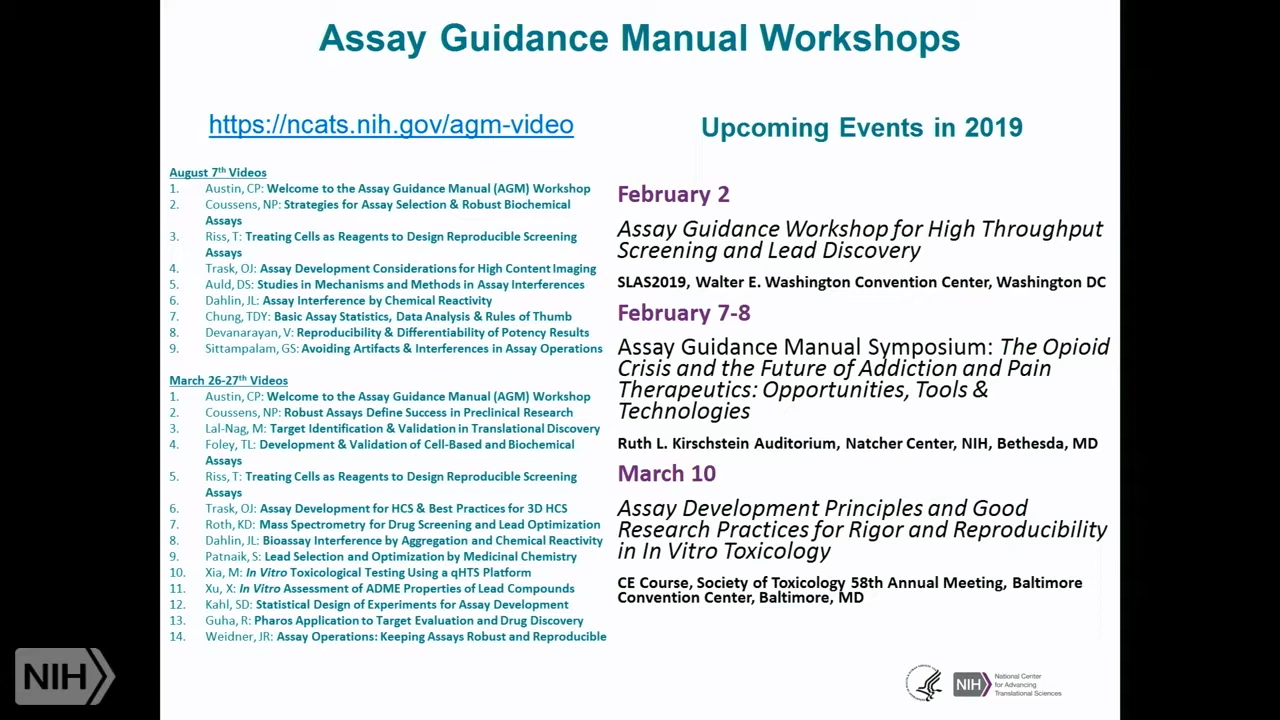 Assay Guidance Manual Workshops
https://ncats.nih.gov/agm-video
August 7th Videos
1. Austin, CP: Welcome to the Assay Guidance Manual (AGM) Workshop
2. Coussens, NP: Strategies for Assay Selection & Robust Biochemical
Assays
3. Riss, T: Treating Cells as Reagents to Design Reproducible Screening
Assays
4. Trask, OJ: Assay Development Considerations for High Content Imaging
5. Auld, DS: Studies in Mechanisms and Methods in Assay Interferences
6. Dahlin, JL: Assay Interference by Chemical Reactivity
7. Chung, TDY: Basic Assay Statistics, Data Analysis & Rules of Thumb
8. Devanarayan, V: Reproducibility & Differentiability of Potency Results
9. Sittampalam, GS: Avoiding Artifacts & Interferences in Assay Operations
March 26-27th Videos
1. Austin, CP: Welcome to the Assay Guidance Manual (AGM) Workshop
2. Coussens, NP: Robust Assays Define Success in Preclinical Research
3. Lal-Nag, M: Target Identification & Validation in Translational Discovery
4. Foley, TL: Development & Validation of Cell-Based and Biochemical
Assays
5. Riss, T: Treating Cells as Reagents to Design Reproducible Screening
Assays
6. Trask, OJ: Assay Development for HCS & Best Practices for 3D HCS
7. Roth, KD: Mass Spectrometry for Drug Screening and Lead Optimization
8. Dahlin, JL: Bioassay Interference by Aggregation and Chemical Reactivity
9. Patnaik, S: Lead Selection and Optimization by Medicinal Chemistry
10. Xia, M: In Vitro Toxicological Testing Using a qHTS Platform
11. Xu, X: In Vitro Assessment of ADME Properties of Lead Compounds
12. Kahl, SD: Statistical Design of Experiments for Assay Development
13. Guha, R: Pharos Application to Target Evaluation and Drug Discovery
14. Weidner, JR: Assay Operations: Keeping Assays Robust and Reproducible
Upcoming Events in 2019
February 2
Assay Guidance Workshop for High Throughput
Screening and Lead Discovery
SLAS2019, Walter E. Washington Convention Center, Washington DC
February 7-8
Assay Guidance Manual Symposium: The Opioid
Crisis and the Future of Addiction and Pain
Therapeutics: Opportunities, Tools &
Technologies
Ruth L. Kirschstein Auditorium, Natcher Center, NIH, Bethesda, MD
March 10
Assay Development Principles and Good
Research Practices for Rigor and Reproducibility
in In Vitro Toxicology
CE Course, Society of Toxicology 58th Annual Meeting, Baltimore
Convention Center, Baltimore, MD
NIH
NIH
National Center
for Advancing
Translational Sciences